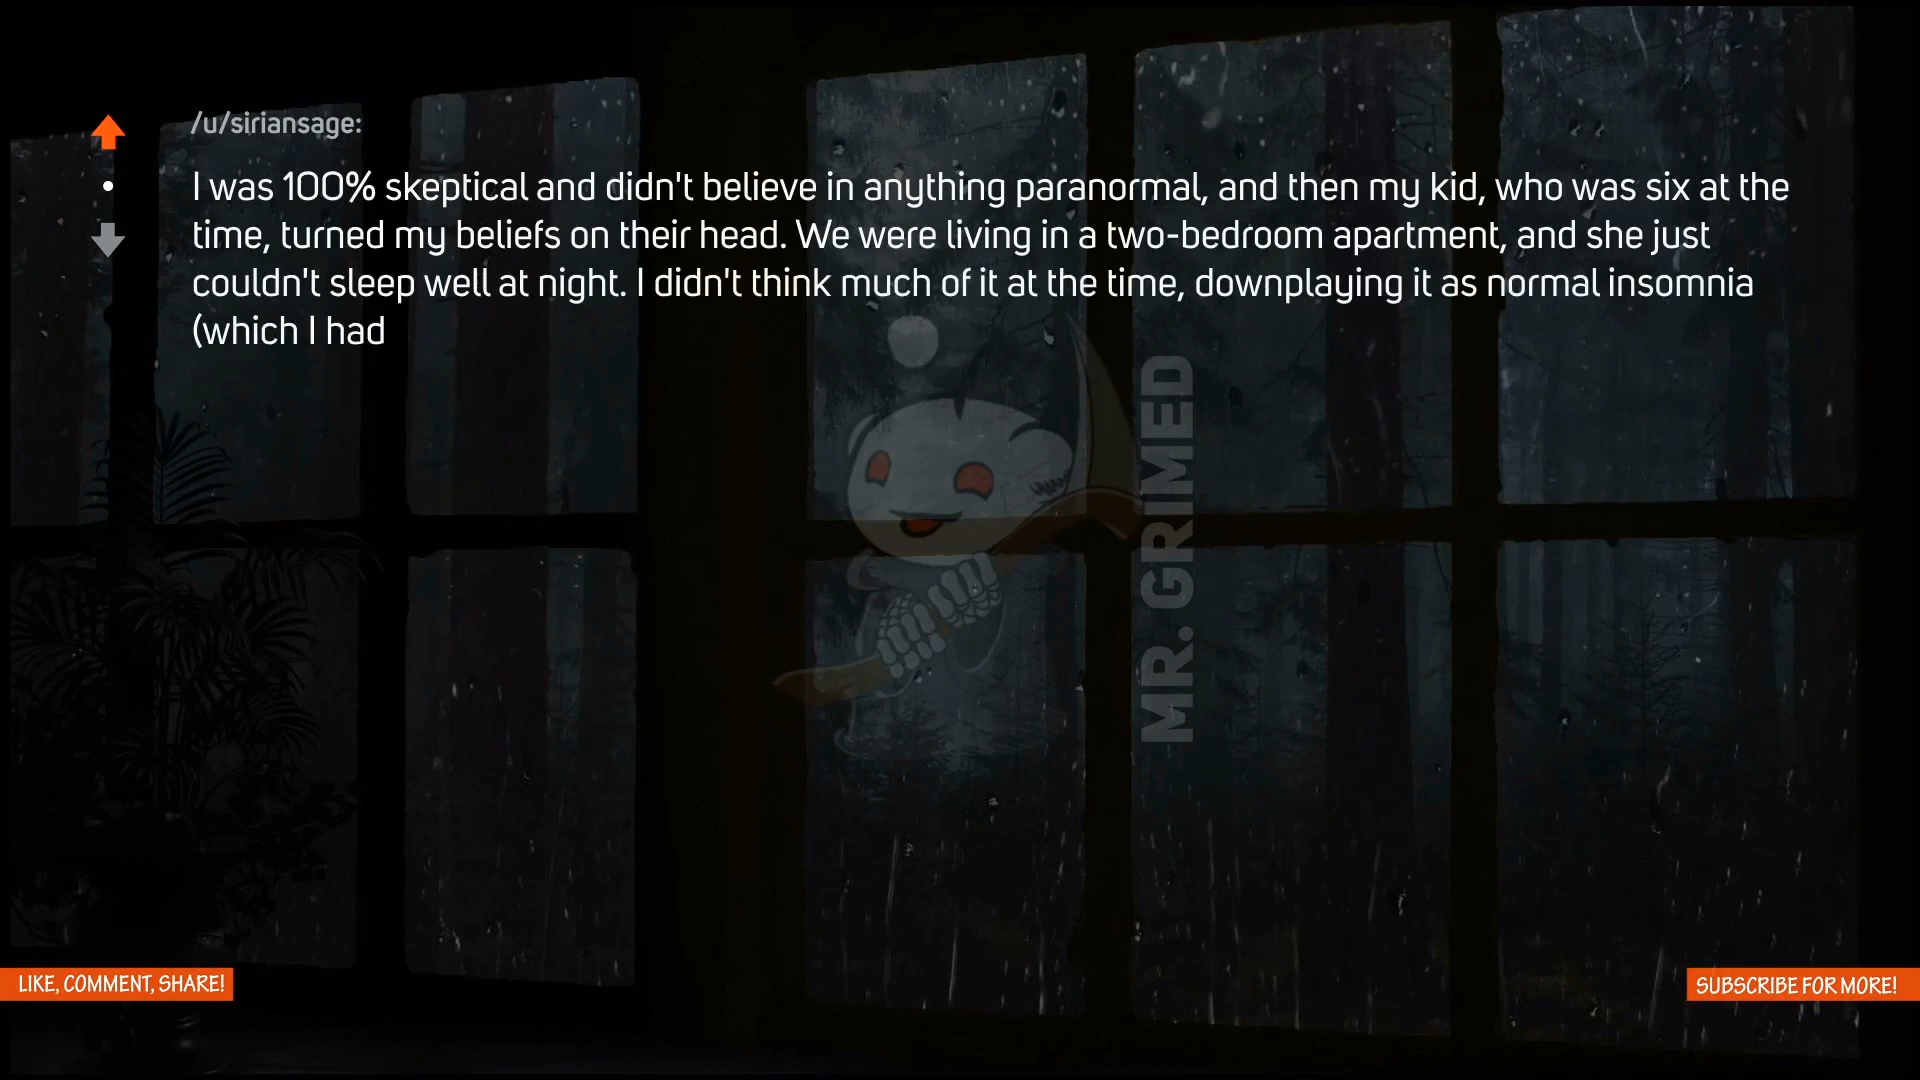 /u/siriansage:
I was 100% skeptical and didn't believe in anything paranormal, and then my kid, who was six at the
time, turned my beliefs on their head. We were living in a two-bedroom apartment, and she just
couldn't sleep well at night. I didn't think much of it at the time, downplaying it as normal insomnia
(which I had
MR. GRIMED
LIKE, COMMENT, SHARE!
SUBSCRIBE FOR MORE!